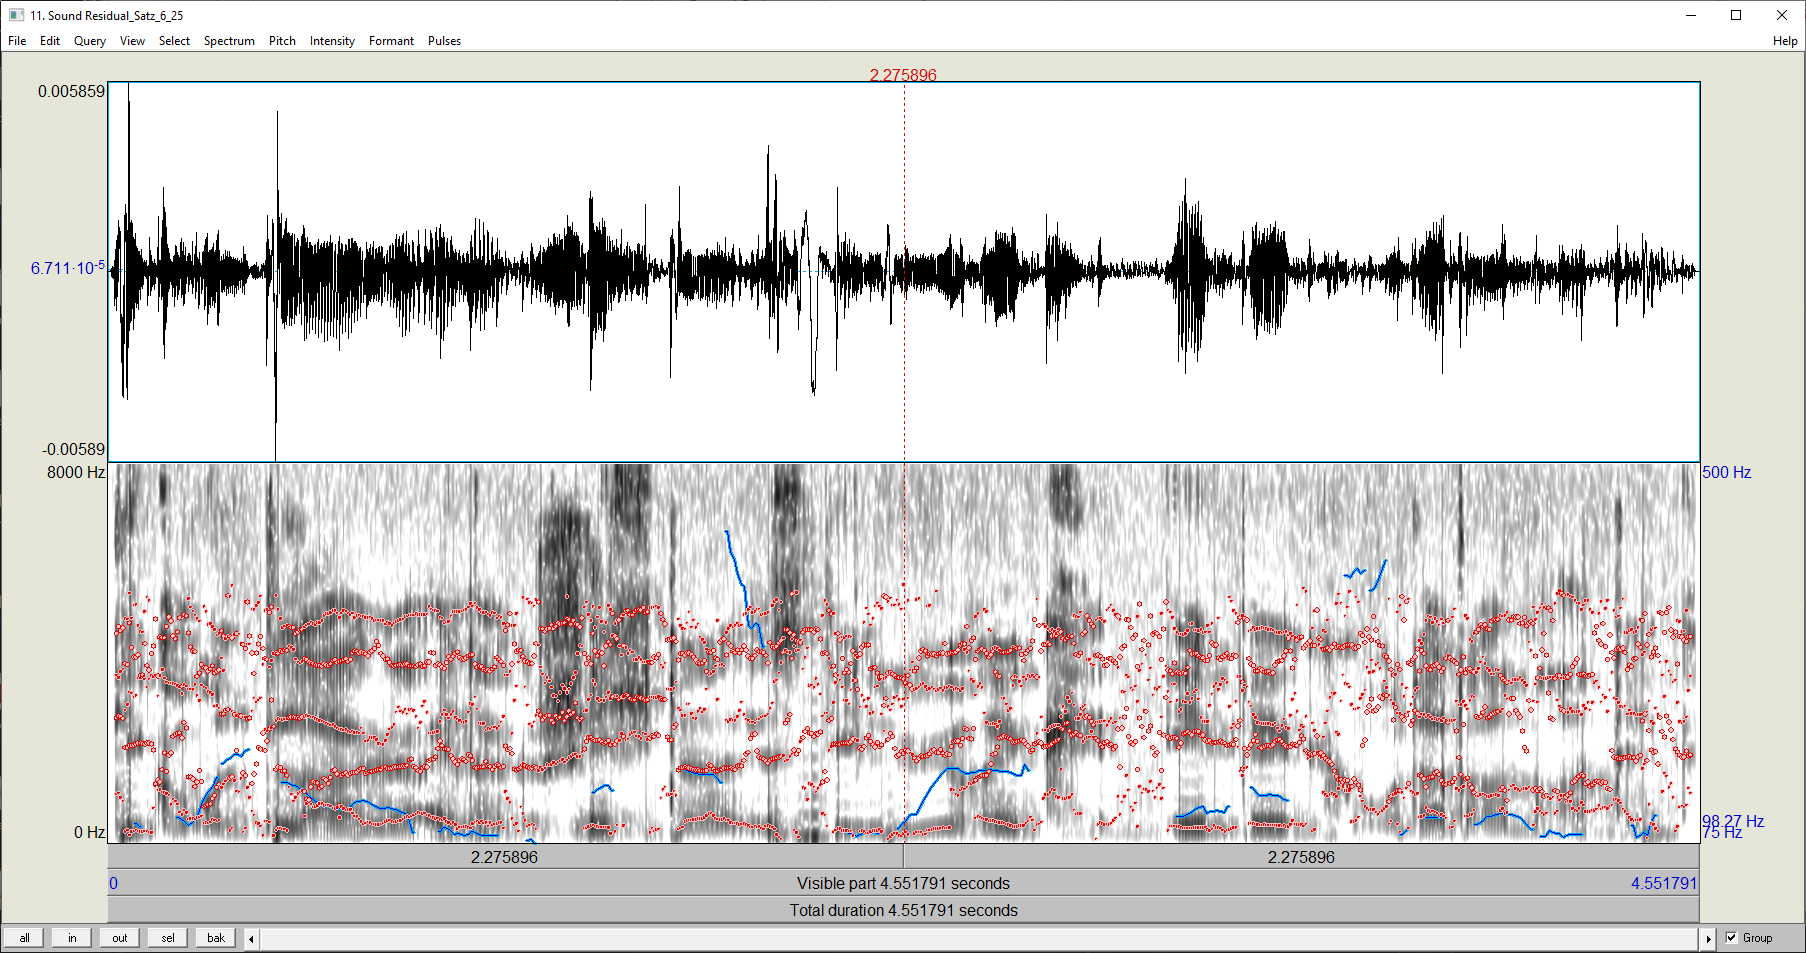 11. Sound Residual_Satz_6_25
File Edit Query View Select Spectrum Pitch Intensity Formant Pulses Help
2.275896
0.005859
6.711·10-5
-0.00589
8000 Hz 500 Hz
0 Hz 98.27 Hz
75 Hz
2.275896 2.275896
0 Visible part 4.551791 seconds 4.551791
Total duration 4.551791 seconds
all in out sel bak Group